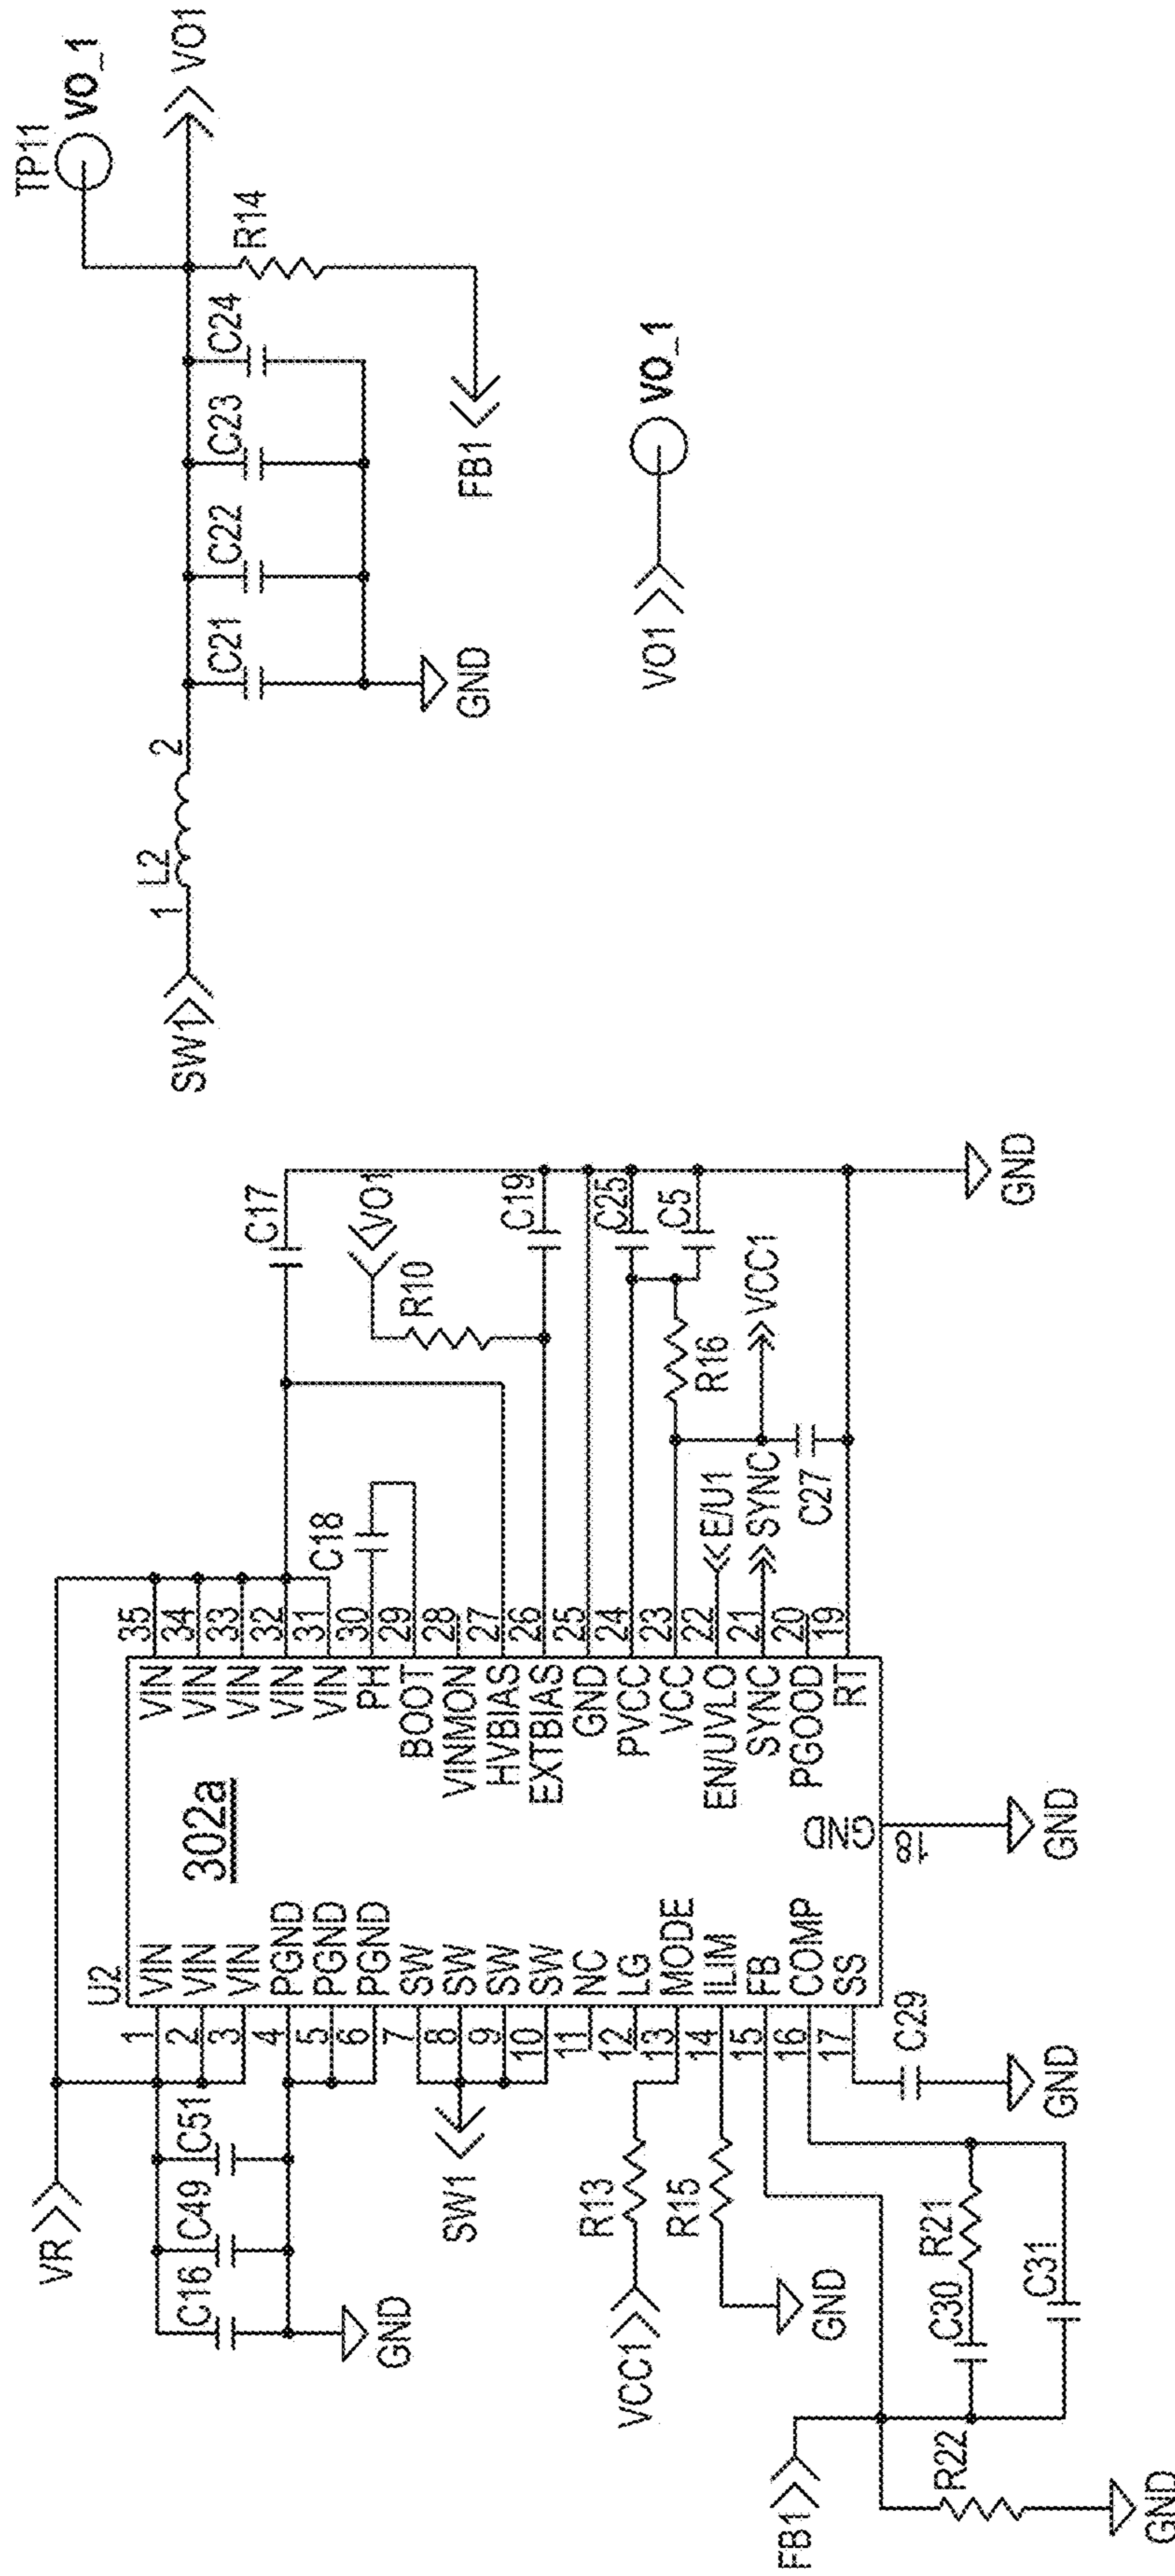 VR
C16
C49
C51
GND
U2
302a
1 VIN
2 VIN
3 VIN
4 PGND
5 PGND
6 PGND
7 SW
8 SW
9 SW
10 SW
11 NC
12 LG
13 MODE
14 ILIM
15 FB
16 COMP
17 SS
VIN 35
VIN 34
VIN 33
VIN 32
VIN 31
PH 30
BOOT 29
VINMON 28
HVBIAS 27
EXTBIAS 26
GND 25
PVCC 24
VCC 23
EN/UVLO 22
SYNC 21
PGOOD 20
RT 19
GND
18
GND
SW1
VCC1
R13
R15
GND
C29
GND
FB1
R22
GND
C30
R21
C31
C18
C17
VO1
R10
C19
C25
C5
R16
E/U1
SYNC
VCC1
C27
GND
SW1
1
L2
2
C21
C22
C23
C24
GND
R14
FB1
TP11
VO_1
VO1
VO1
VO_1